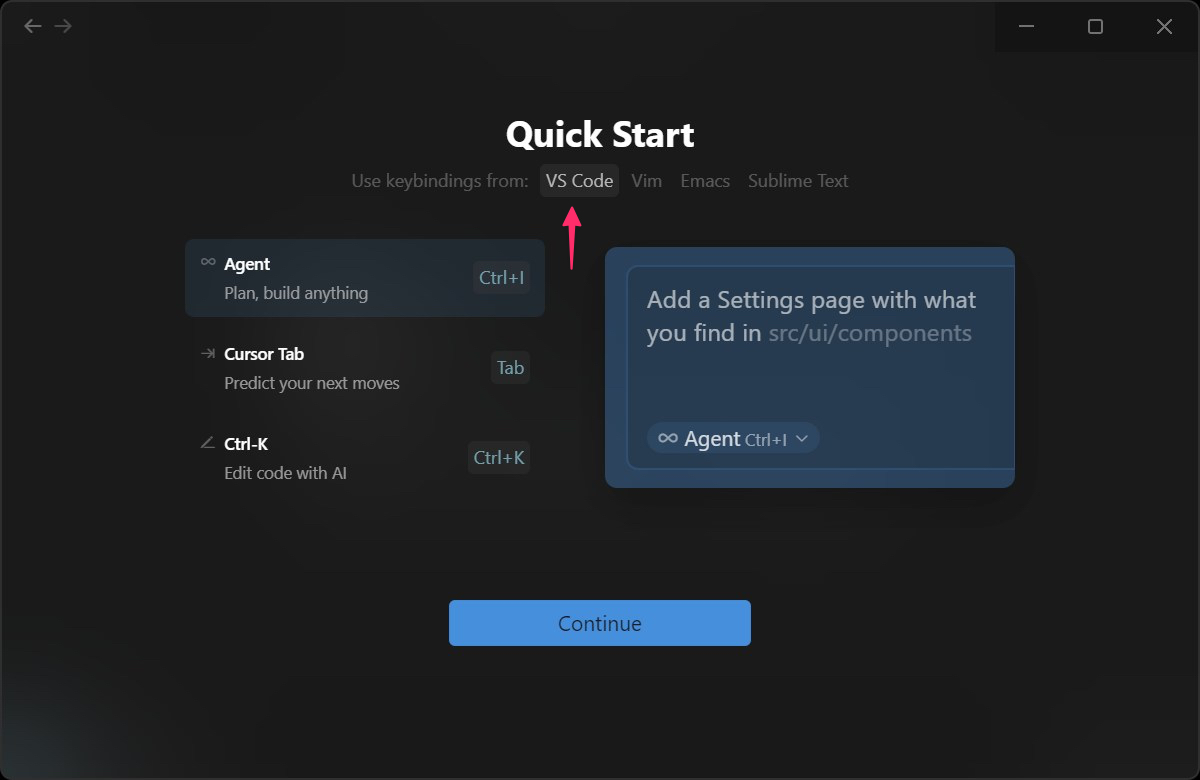 Quick Start
Use keybindings from: VS Code Vim Emacs Sublime Text
Agent
Plan, build anything
Ctrl+I
Cursor Tab
Predict your next moves
Tab
Ctrl-K
Edit code with AI
Ctrl+K
Add a Settings page with what
you find in src/ui/components
Agent Ctrl+I
Continue